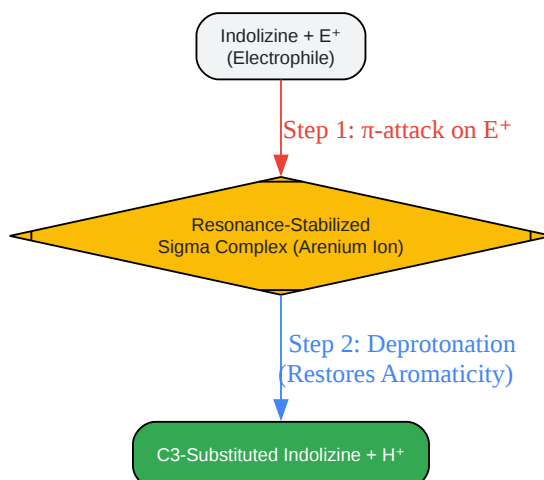 Indolizine + E⁺
(Electrophile)
Step 1: π-attack on E⁺
Resonance-Stabilized
Sigma Complex (Arenium Ion)
Step 2: Deprotonation
(Restores Aromaticity)
C3-Substituted Indolizine + H⁺